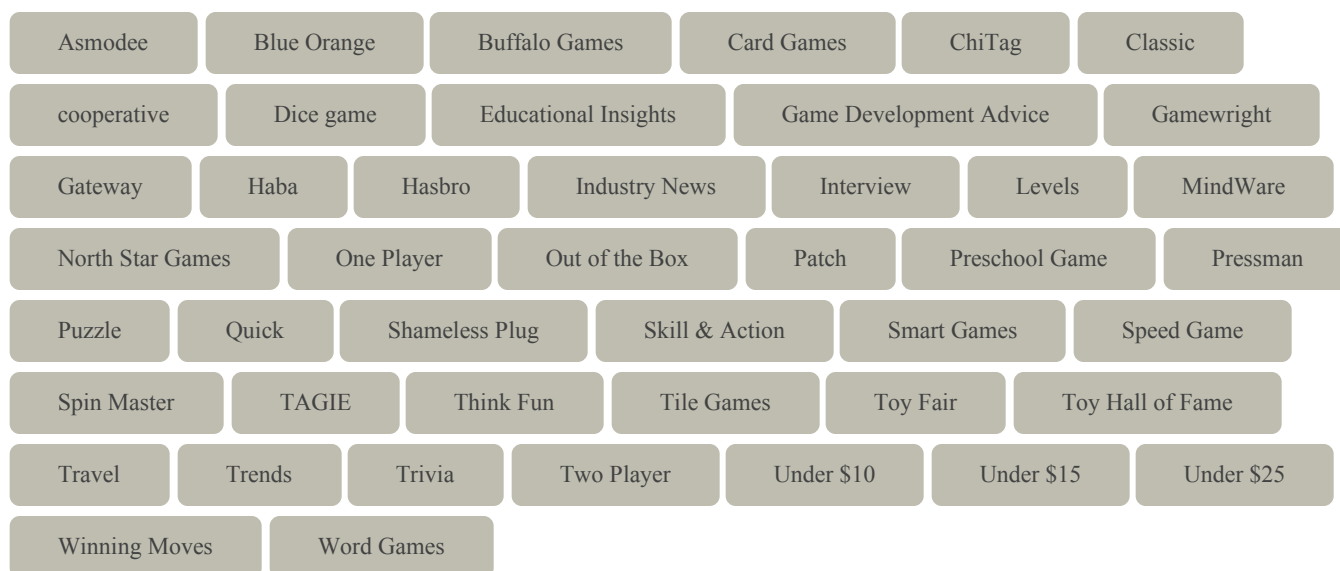 Asmodee Blue Orange Buffalo Games Card Games ChiTag Classic
cooperative Dice game Educational Insights Game Development Advice Gamewright
Gateway Haba Hasbro Industry News Interview Levels MindWare
North Star Games One Player Out of the Box Patch Preschool Game Pressman
Puzzle Quick Shameless Plug Skill & Action Smart Games Speed Game
Spin Master TAGIE Think Fun Tile Games Toy Fair Toy Hall of Fame
Travel Trends Trivia Two Player Under $10 Under $15 Under $25
Winning Moves Word Games